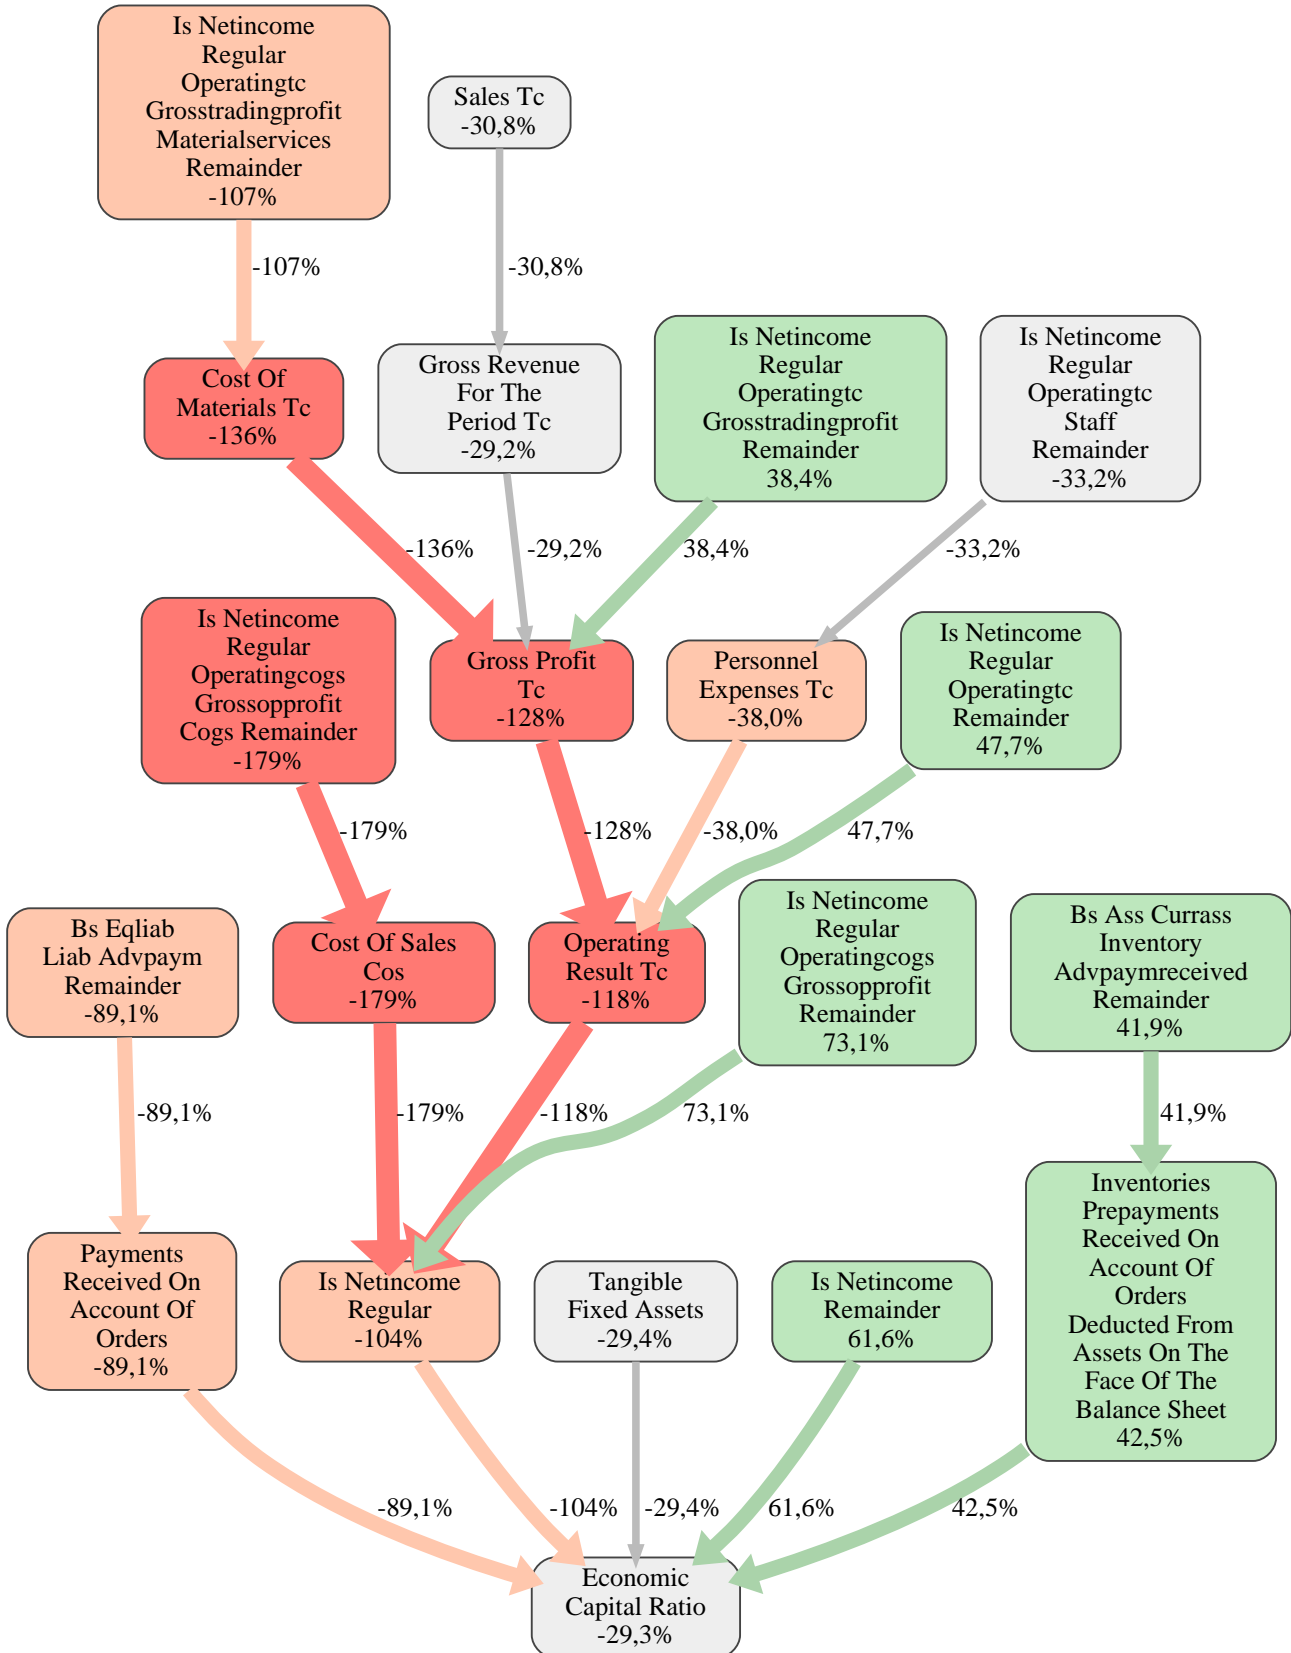 Is Netincome
Regular
Operatingtc
Grosstradingprofit
Materialservices
Remainder
-107%
Sales Tc
-30,8%
-107%
-30,8%
Cost Of
Materials Tc
-136%
Gross Revenue
For The
Period Tc
-29,2%
Is Netincome
Regular
Operatingtc
Grosstradingprofit
Remainder
38,4%
Is Netincome
Regular
Operatingtc
Staff
Remainder
-33,2%
-136%
-29,2%
38,4%
-33,2%
Is Netincome
Regular
Operatingcogs
Grossopprofit
Cogs Remainder
-179%
Gross Profit
Tc
-128%
Personnel
Expenses Tc
-38,0%
Is Netincome
Regular
Operatingtc
Remainder
47,7%
-179%
-128%
-38,0%
47,7%
Bs Eqliab
Liab Advpaym
Remainder
-89,1%
Cost Of Sales
Cos
-179%
Operating
Result Tc
-118%
Is Netincome
Regular
Operatingcogs
Grossopprofit
Remainder
73,1%
Bs Ass Currass
Inventory
Advpaymreceived
Remainder
41,9%
-89,1%
-179%
-118%
73,1%
41,9%
Payments
Received On
Account Of
Orders
-89,1%
Is Netincome
Regular
-104%
Tangible
Fixed Assets
-29,4%
Is Netincome
Remainder
61,6%
Inventories
Prepayments
Received On
Account Of
Orders
Deducted From
Assets On The
Face Of The
Balance Sheet
42,5%
-89,1%
-104%
-29,4%
61,6%
42,5%
Economic
Capital Ratio
-29,3%